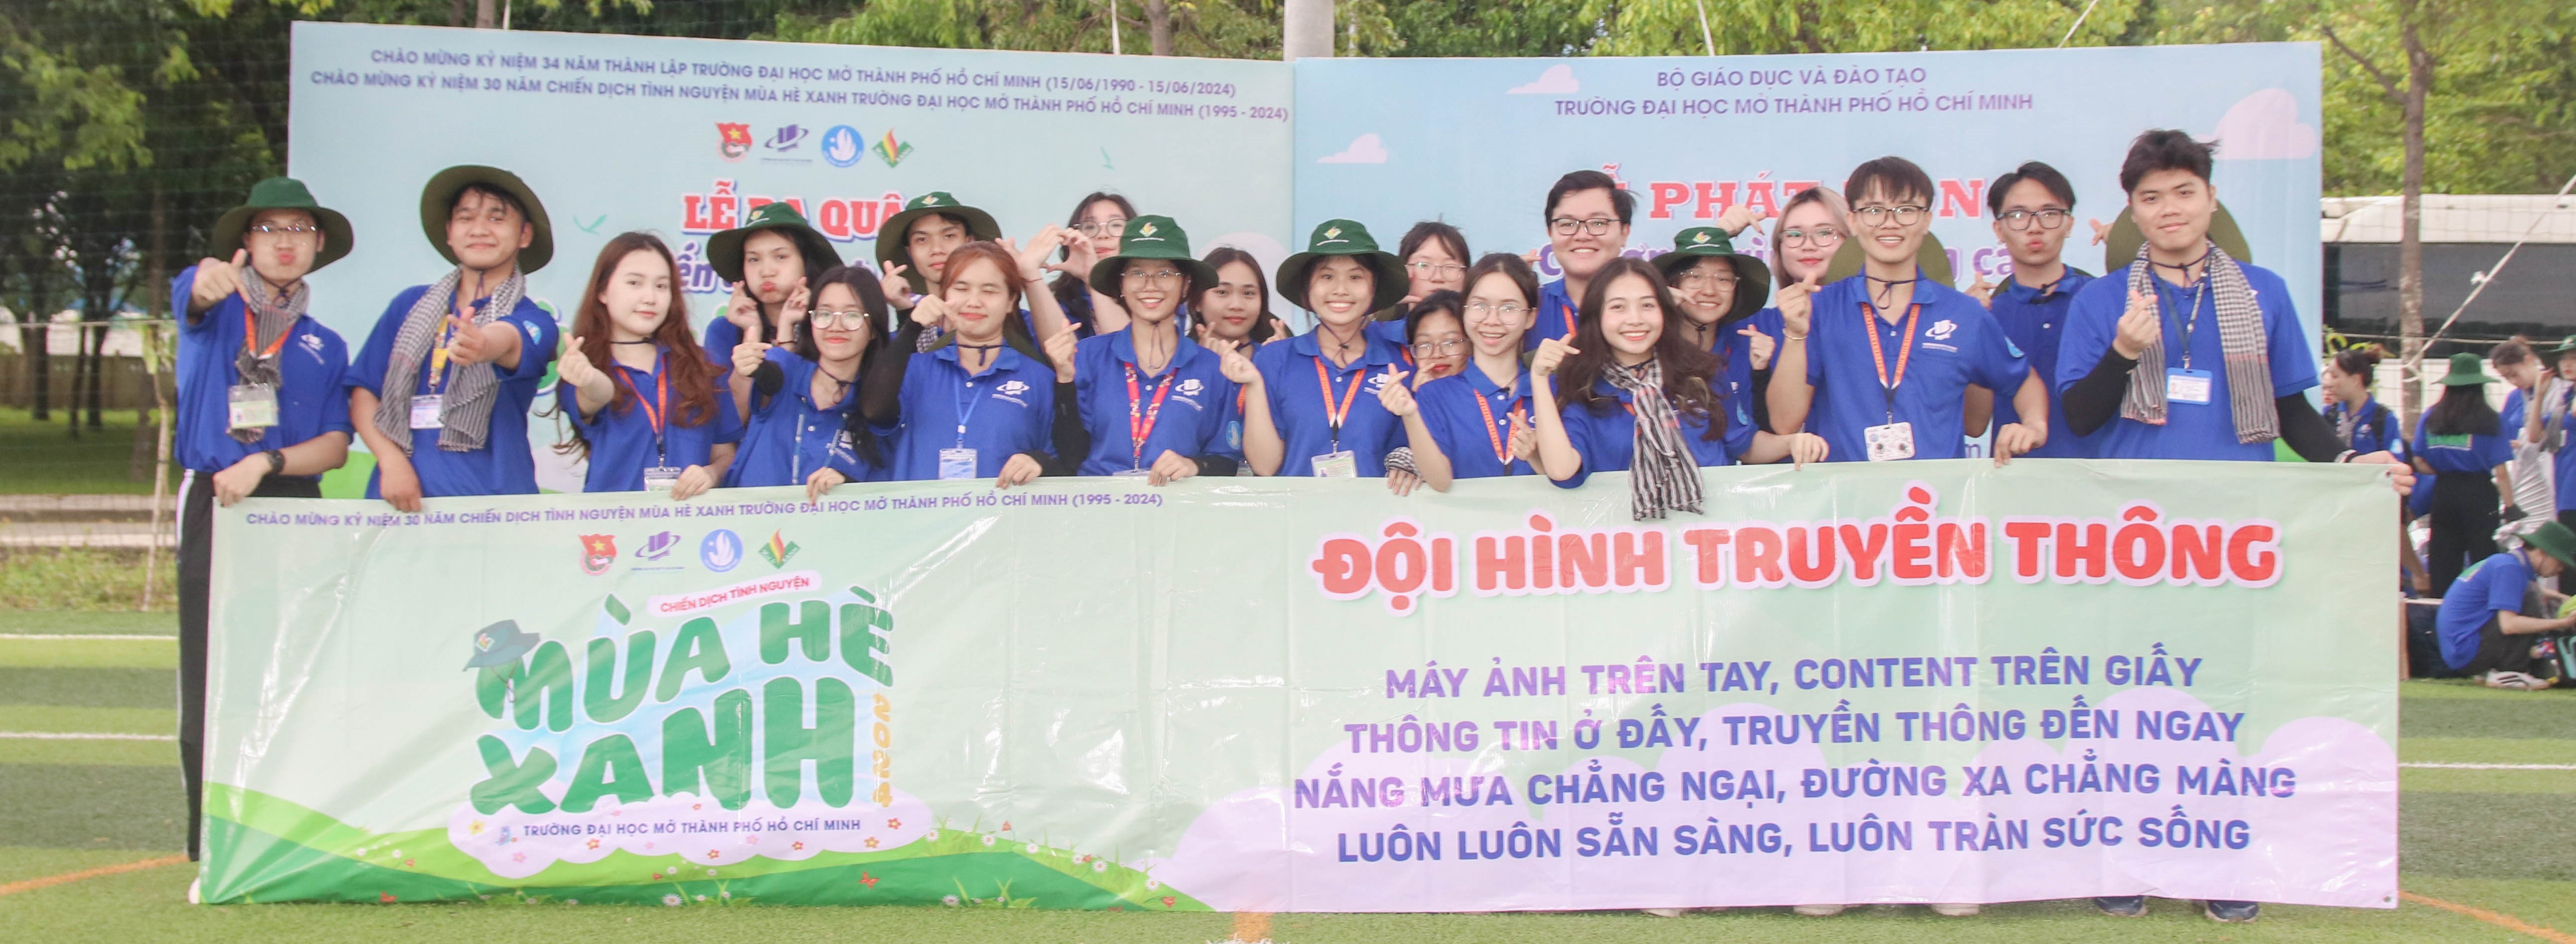 CHÀO MỪNG KỶ NIỆM 34 NĂM THÀNH LẬP TRƯỜNG ĐẠI HỌC MỞ THÀNH PHỐ HỒ CHÍ MINH (15/06/1990 - 15/06/2024)
CHÀO MỪNG KỶ NIỆM 30 NĂM CHIẾN DỊCH TÌNH NGUYỆN MÙA HÈ XANH TRƯỜNG ĐẠI HỌC MỞ THÀNH PHỐ HỒ CHÍ MINH (1995 - 2024)
LỄ RA QUÂ
BỘ GIÁO DỤC VÀ ĐÀO TẠO
TRƯỜNG ĐẠI HỌC MỞ THÀNH PHỐ HỒ CHÍ MINH
PHÁT
CHÀO MỪNG KỶ NIỆM 30 NĂM CHIẾN DỊCH TÌNH NGUYỆN MÙA HÈ XANH TRƯỜNG ĐẠI HỌC MỞ THÀNH PHỐ HỒ CHÍ MINH (1995 - 2024)
CHIẾN DỊCH TÌNH NGUYỆN
MÙA HÈ
XANH
TRƯỜNG ĐẠI HỌC MỞ THÀNH PHỐ HỒ CHÍ MINH
ĐỘI HÌNH TRUYỀN THÔNG
MÁY ẢNH TRÊN TAY, CONTENT TRÊN GIẤY
THÔNG TIN Ở ĐẤY, TRUYỀN THÔNG ĐẾN NGAY
NẮNG MƯA CHẲNG NGẠI, ĐƯỜNG XA CHẲNG MÀNG
LUÔN LUÔN SẴN SÀNG, LUÔN TRÀN SỨC SỐNG